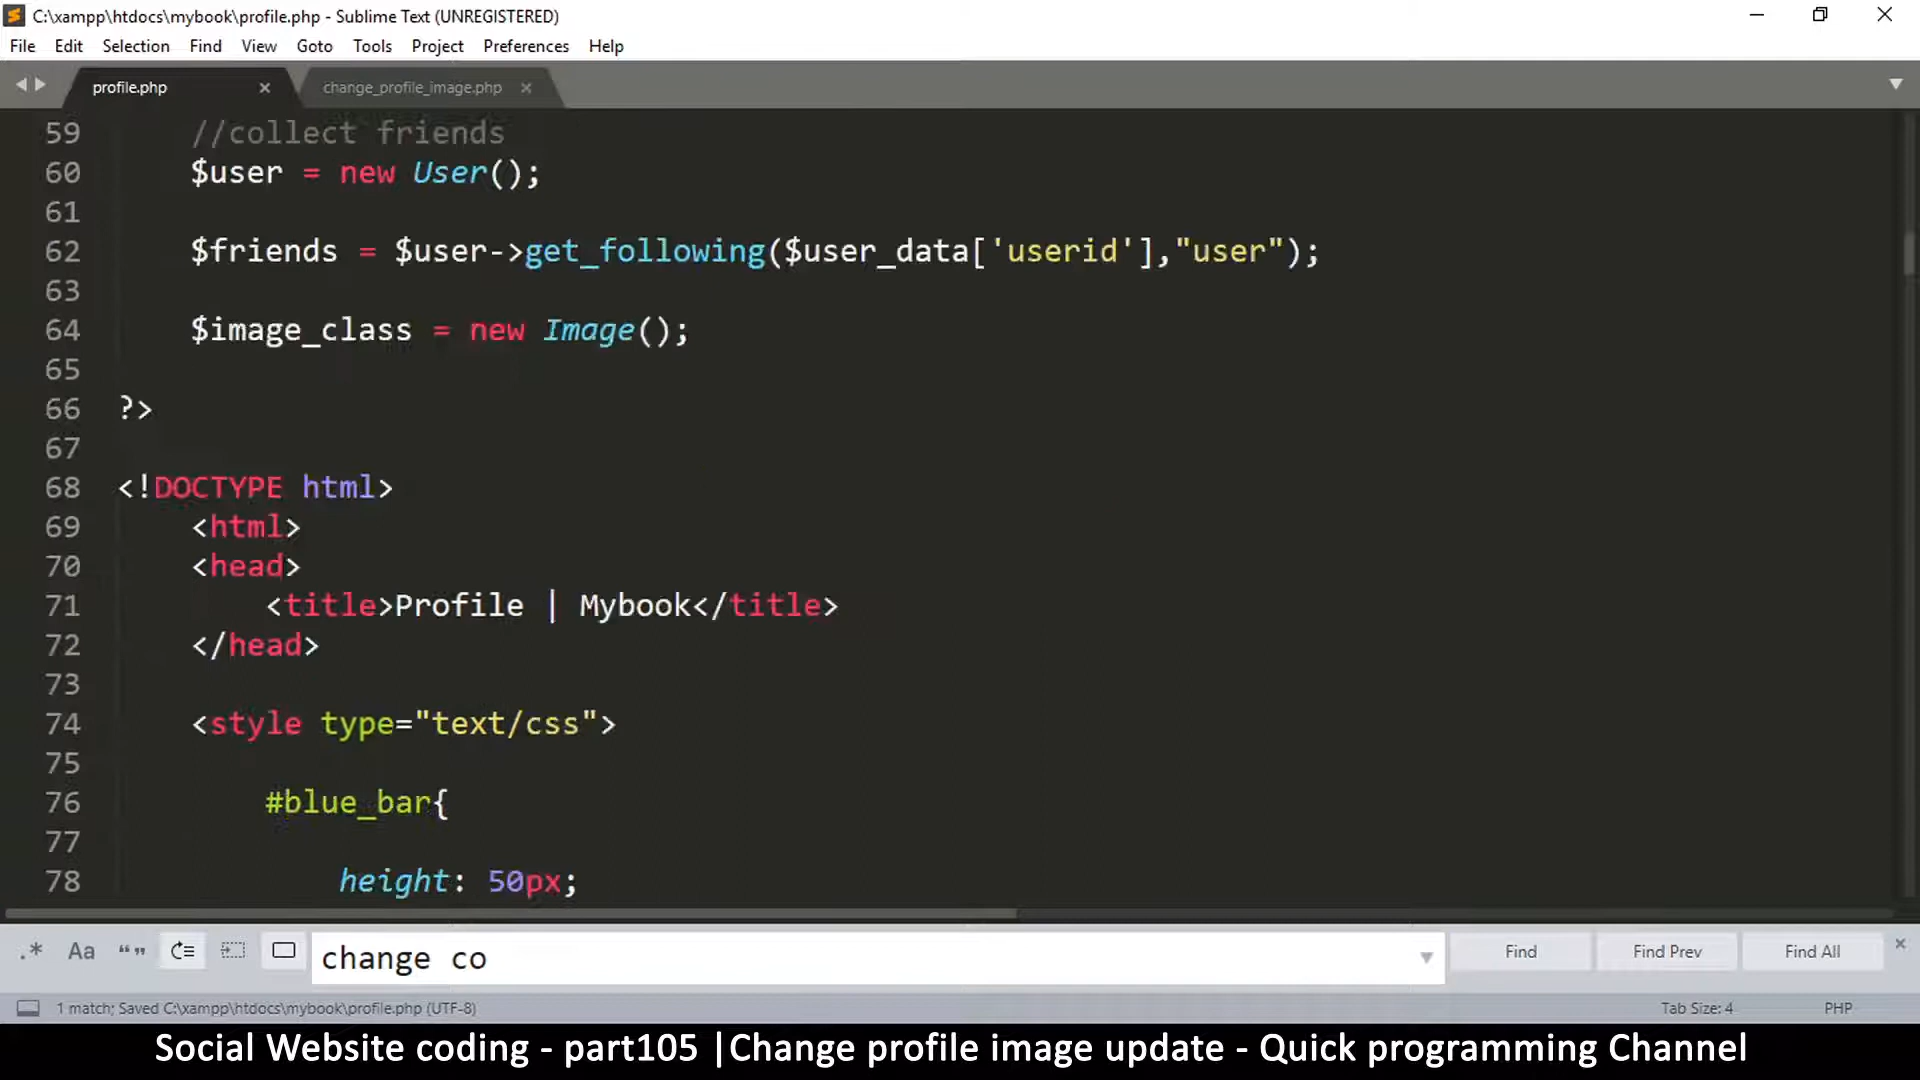 C:\xampp\htdocs\mybook\profile.php - Sublime Text (UNREGISTERED)
File Edit Selection Find View Goto Tools Project Preferences Help
profile.php × change_profile_image.php ×
59 //collect friends
60 $user = new User();
61
62 $friends = $user->get_following($user_data['userid'],"user");
63
64 $image_class = new Image();
65
66 ?>
67
68 <!DOCTYPE html>
69 <html>
70 <head>
71 <title>Profile | Mybook</title>
72 </head>
73
74 <style type="text/css">
75
76 #blue_bar{
77
78 height: 50px;
.* Aa “” change co Find Find Prev Find All ×
1 match; Saved C:\xampp\htdocs\mybook\profile.php (UTF-8) Tab Size: 4 PHP
Social Website coding - part105 |Change profile image update - Quick programming Channel